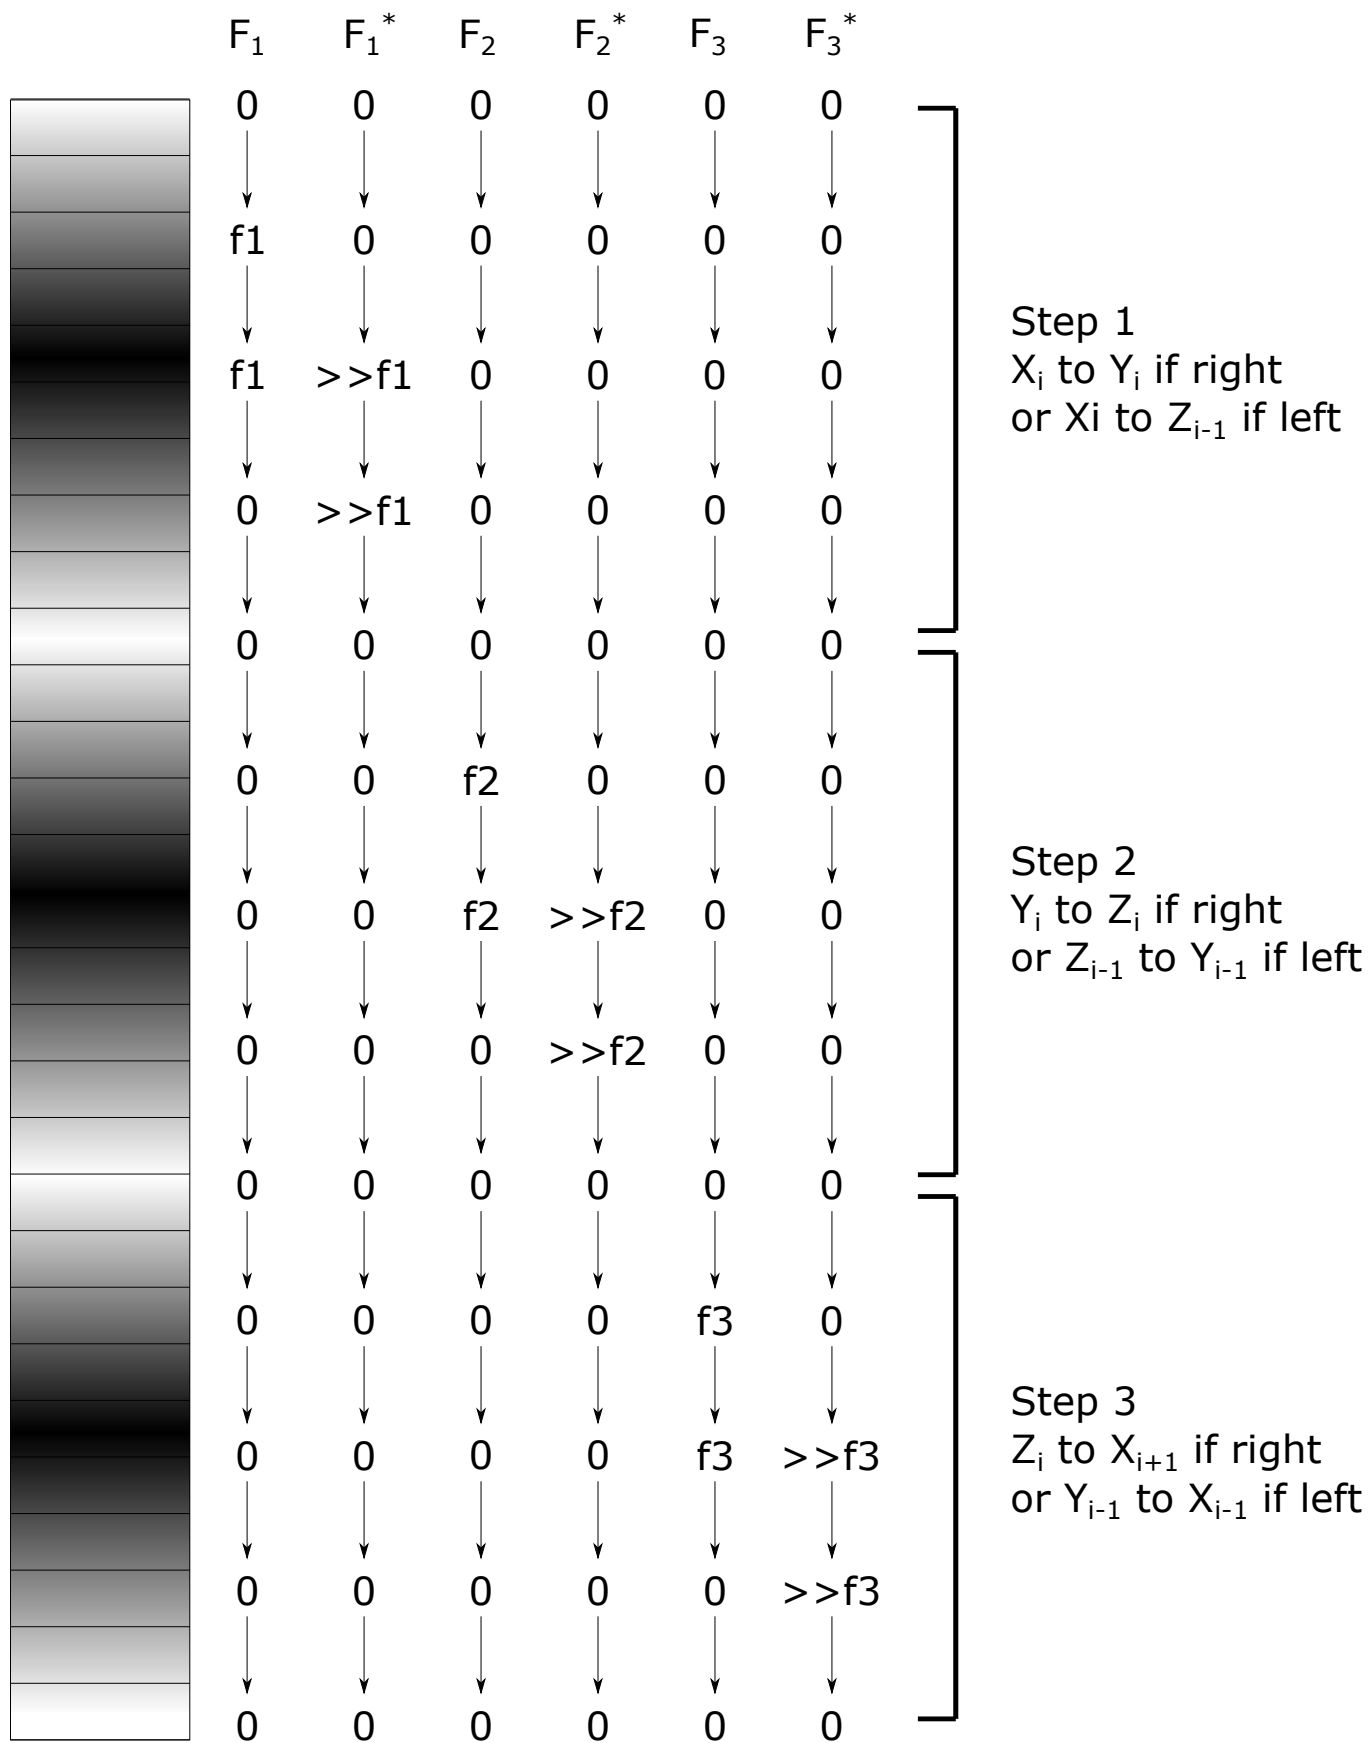 F₁ F₁* F₂ F₂* F₃ F₃*
0 0 0 0 0 0
f1 0 0 0 0 0
f1 >>f1 0 0 0 0
0 >>f1 0 0 0 0
0 0 0 0 0 0
Step 1
Xᵢ to Yᵢ if right
or Xi to Zᵢ₋₁ if left
0 0 f2 0 0 0
0 0 f2 >>f2 0 0
0 0 0 >>f2 0 0
0 0 0 0 0 0
Step 2
Yᵢ to Zᵢ if right
or Zᵢ₋₁ to Yᵢ₋₁ if left
0 0 0 0 f3 0
0 0 0 0 f3 >>f3
0 0 0 0 0 >>f3
0 0 0 0 0 0
Step 3
Zᵢ to Xᵢ₊₁ if right
or Yᵢ₋₁ to Xᵢ₋₁ if left